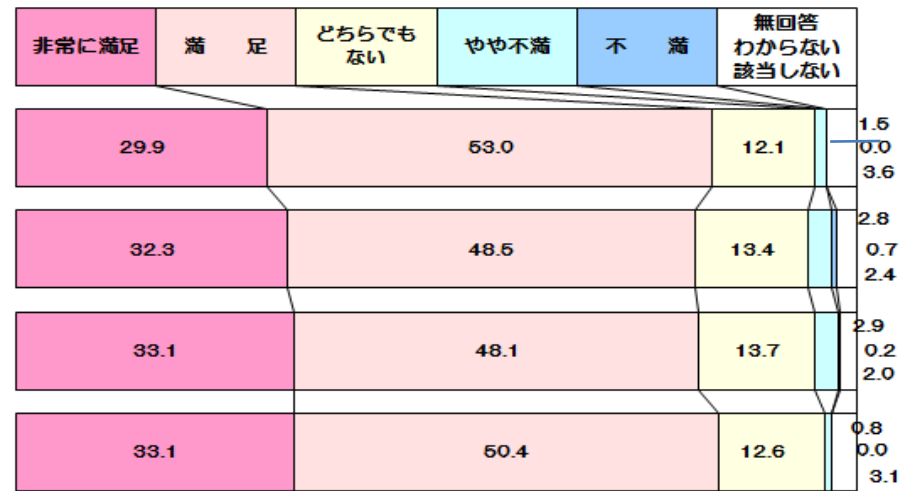 非常に満足 満 足 どちらでも ない やや不満 不 満 無回答 わからない 該当しない
29.9 53.0 12.1 1.5 0.0 3.6
32.3 48.5 13.4 2.8 0.7 2.4
33.1 48.1 13.7 2.9 0.2 2.0
33.1 50.4 12.6 0.8 0.0 3.1